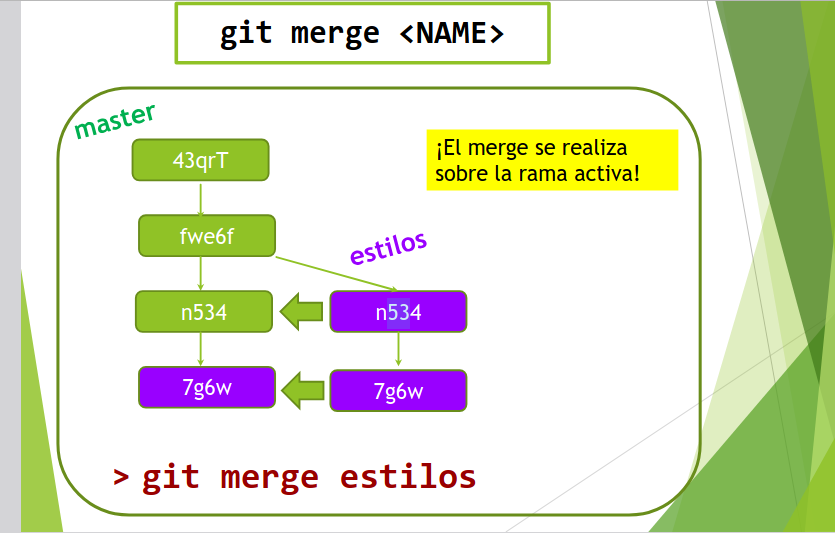 git merge <NAME>
master
43qrT
¡El merge se realiza
sobre la rama activa!
fwe6f
estilos
n534
n534
7g6w
7g6w
> git merge estilos